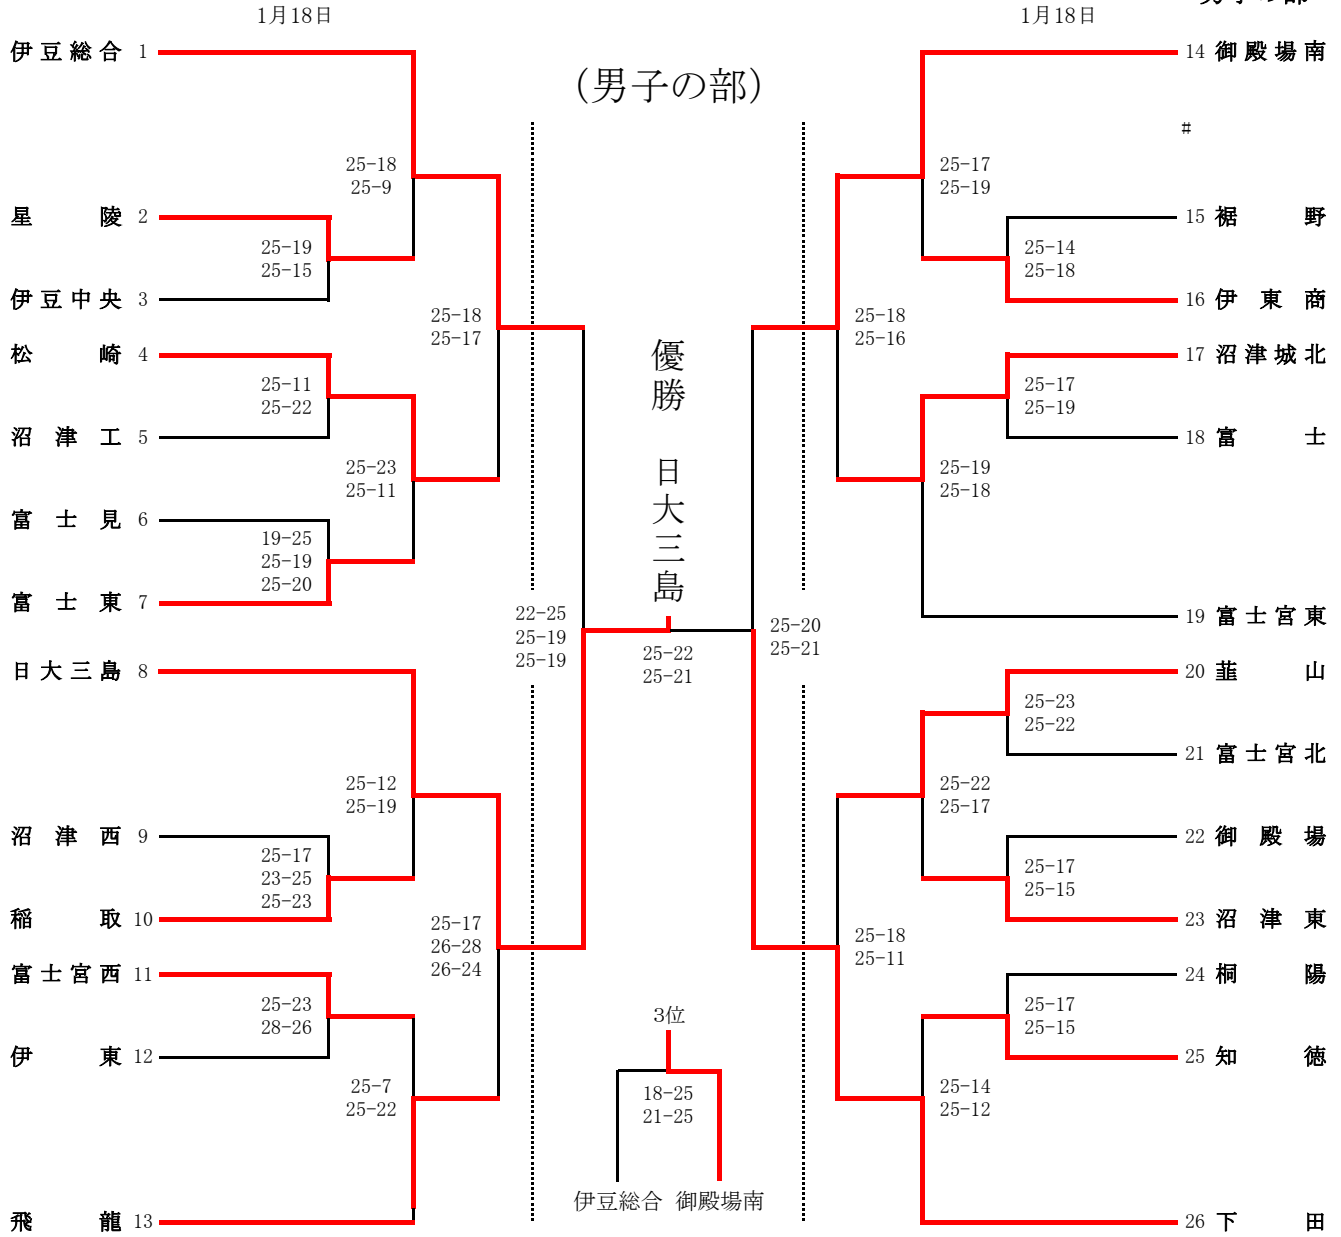 1月18日
1月18日
(男子の部)
伊豆総合 1
25-18
25-9
星陵 2
25-19
25-15
伊豆中央 3
25-18
25-17
松崎 4
25-11
25-22
沼津工 5
25-23
25-11
富士見 6
19-25
25-19
25-20
富士東 7
22-25
25-19
25-19
日大三島 8
25-12
25-19
沼津西 9
25-17
23-25
25-23
稲取 10
25-17
26-28
26-24
富士宮西 11
25-23
28-26
伊東 12
25-7
25-22
飛龍 13
優勝 日大三島
25-22
25-21
3位
18-25
21-25
伊豆総合 御殿場南
14 御殿場南
#
25-17
25-19
15 裾野
25-14
25-18
16 伊東商
25-18
25-16
17 沼津城北
25-17
25-19
18 富士
25-19
25-18
19 富士宮東
25-20
25-21
20 韮山
25-23
25-22
21 富士宮北
25-22
25-17
22 御殿場
25-17
25-15
23 沼津東
25-18
25-11
24 桐陽
25-17
25-15
25 知徳
25-14
25-12
26 下田